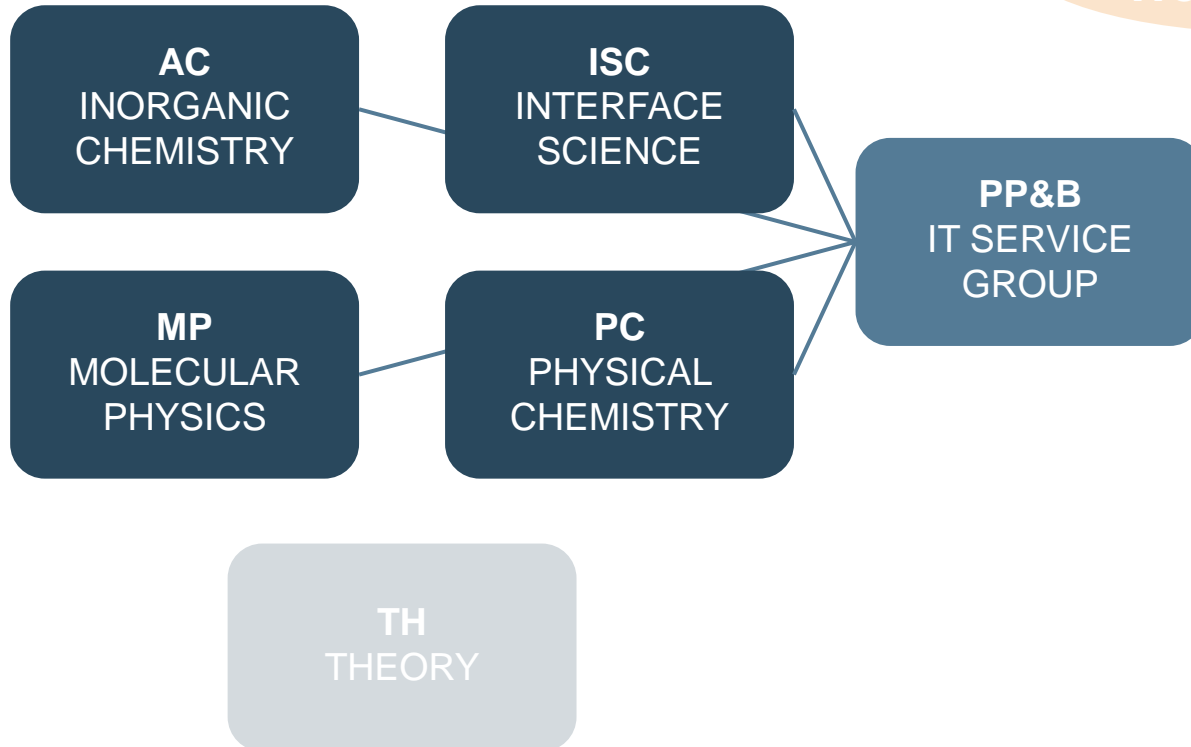 AC
INORGANIC
CHEMISTRY
ISC
INTERFACE
SCIENCE
PP&B
IT SERVICE
GROUP
MP
MOLECULAR
PHYSICS
PC
PHYSICAL
CHEMISTRY
TH
THEORY